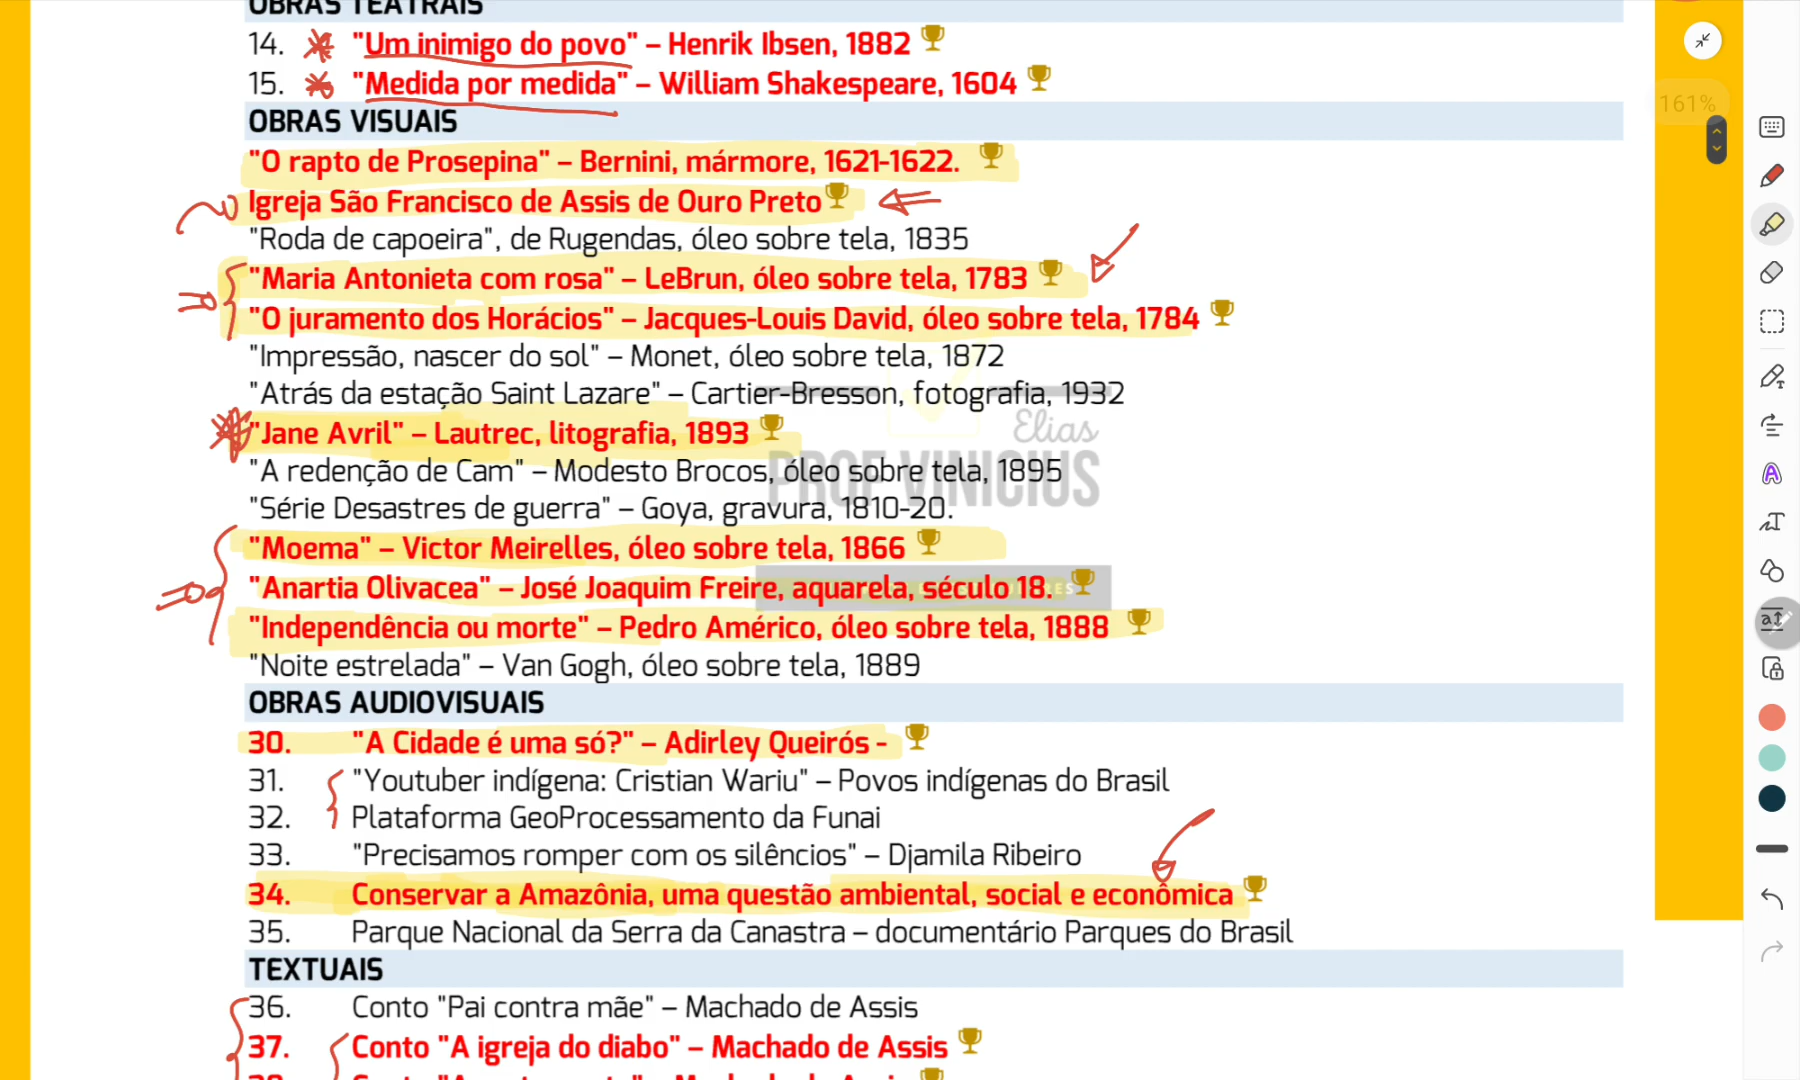 OBRAS TEATRAIS
14. "Um inimigo do povo" – Henrik Ibsen, 1882
15. "Medida por medida" – William Shakespeare, 1604
OBRAS VISUAIS
"O rapto de Prosepina" – Bernini, mármore, 1621-1622.
Igreja São Francisco de Assis de Ouro Preto
"Roda de capoeira", de Rugendas, óleo sobre tela, 1835
"Maria Antonieta com rosa" – LeBrun, óleo sobre tela, 1783
"O juramento dos Horácios" – Jacques-Louis David, óleo sobre tela, 1784
"Impressão, nascer do sol" – Monet, óleo sobre tela, 1872
"Atrás da estação Saint Lazare" – Cartier-Bresson, fotografia, 1932
"Jane Avril" – Lautrec, litografia, 1893
"A redenção de Cam" – Modesto Brocos, óleo sobre tela, 1895
"Série Desastres de guerra" – Goya, gravura, 1810-20.
"Moema" – Victor Meirelles, óleo sobre tela, 1866
"Anartia Olivacea" – José Joaquim Freire, aquarela, século 18.
"Independência ou morte" – Pedro Américo, óleo sobre tela, 1888
"Noite estrelada" – Van Gogh, óleo sobre tela, 1889
OBRAS AUDIOVISUAIS
30. "A Cidade é uma só?" – Adirley Queirós -
31. "Youtuber indígena: Cristian Wariu" – Povos indígenas do Brasil
32. Plataforma GeoProcessamento da Funai
33. "Precisamos romper com os silêncios" – Djamila Ribeiro
34. Conservar a Amazônia, uma questão ambiental, social e econômica
35. Parque Nacional da Serra da Canastra – documentário Parques do Brasil
TEXTUAIS
36. Conto "Pai contra mãe" – Machado de Assis
37. Conto "A igreja do diabo" – Machado de Assis
Elias
PROF VINICIUS
161%